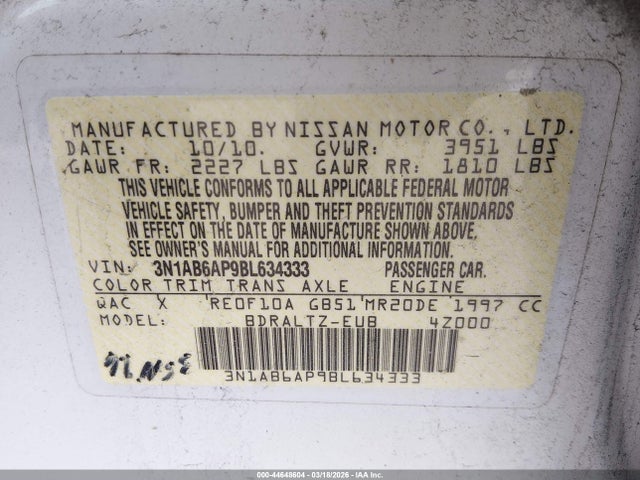 MANUFACTURED BY NISSAN MOTOR CO., LTD.
DATE: 10/10. GVWR: 3951 LBS
GAWR FR: 2227 LBS GAWR RR: 1810 LBS
THIS VEHICLE CONFORMS TO ALL APPLICABLE FEDERAL MOTOR
VEHICLE SAFETY, BUMPER AND THEFT PREVENTION STANDARDS
IN EFFECT ON THE DATE OF MANUFACTURE SHOWN ABOVE.
SEE OWNER'S MANUAL FOR ADDITIONAL INFORMATION.
VIN: 3N1AB6AP9BL634333 PASSENGER CAR.
COLOR TRIM TRANS AXLE ENGINE
QAC X RE0F10A GB51 MR20DE 1997 CC
MODEL: BDRALTZ-EUB 4Z000
3N1AB6AP9BL634333
000-44648604 - 03/18/2026 - IAA Inc.